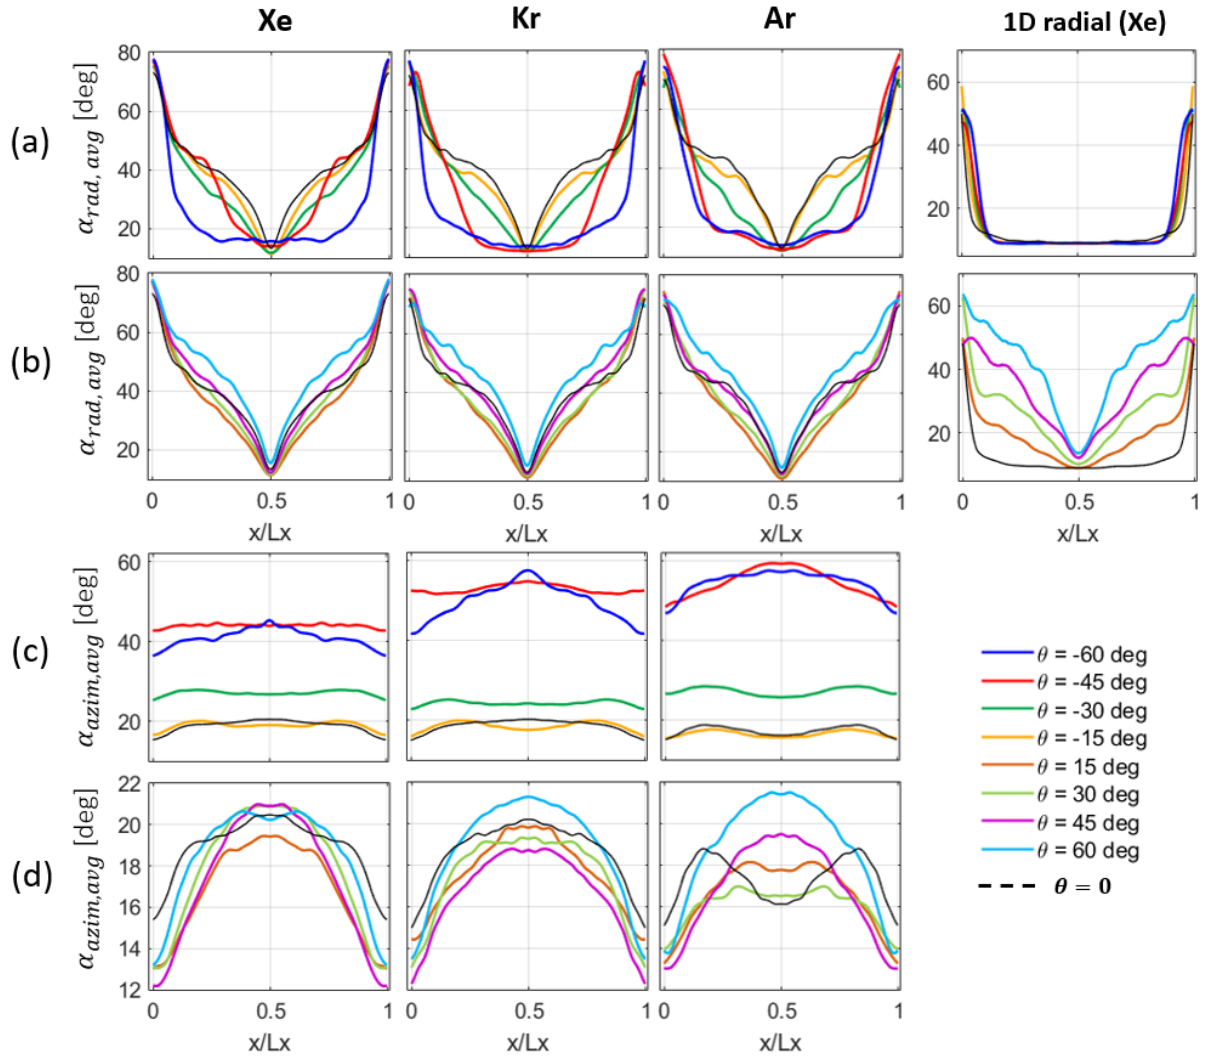 Xe Kr Ar 1D radial (Xe)
(a)
α_rad, avg [deg]
80
60
40
20
60
40
20
(b)
α_rad,avg [deg]
80
60
40
20
60
40
20
0 0.5 1 0 0.5 1 0 0.5 1 0 0.5 1
x/Lx x/Lx x/Lx x/Lx
(c)
α_azim,avg [deg]
60
40
20
(d)
α_azim,avg [deg]
22
20
18
16
14
12
0 0.5 1 0 0.5 1 0 0.5 1
x/Lx x/Lx x/Lx
θ = -60 deg
θ = -45 deg
θ = -30 deg
θ = -15 deg
θ = 15 deg
θ = 30 deg
θ = 45 deg
θ = 60 deg
θ = 0